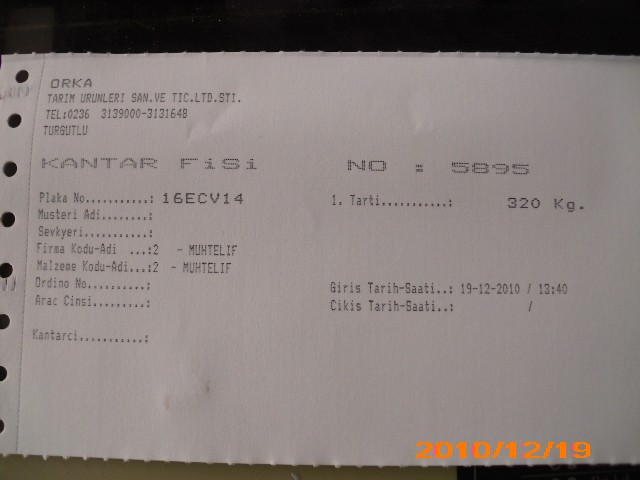 ORKA
TARIM URUNLERI SAN.VE TIC.LTD.STI.
TEL:0236 3139000-3131648
TURGUTLU
KANTAR FiSi NO : 5895
Plaka No...........: 16ECV14 1. Tarti...........: 320 Kg.
Musteri Adi.......:
Sevkyeri..........:
Firma Kodu-Adi ...:2 - MUHTELIF
Malzeme Kodu-Adi..:2 - MUHTELIF
Ordino No..........: Giris Tarih-Saati..: 19-12-2010 / 13:40
Arac Cinsi.........: Cikis Tarih-Saati..: /
Kantarci...........:
2010/12/19